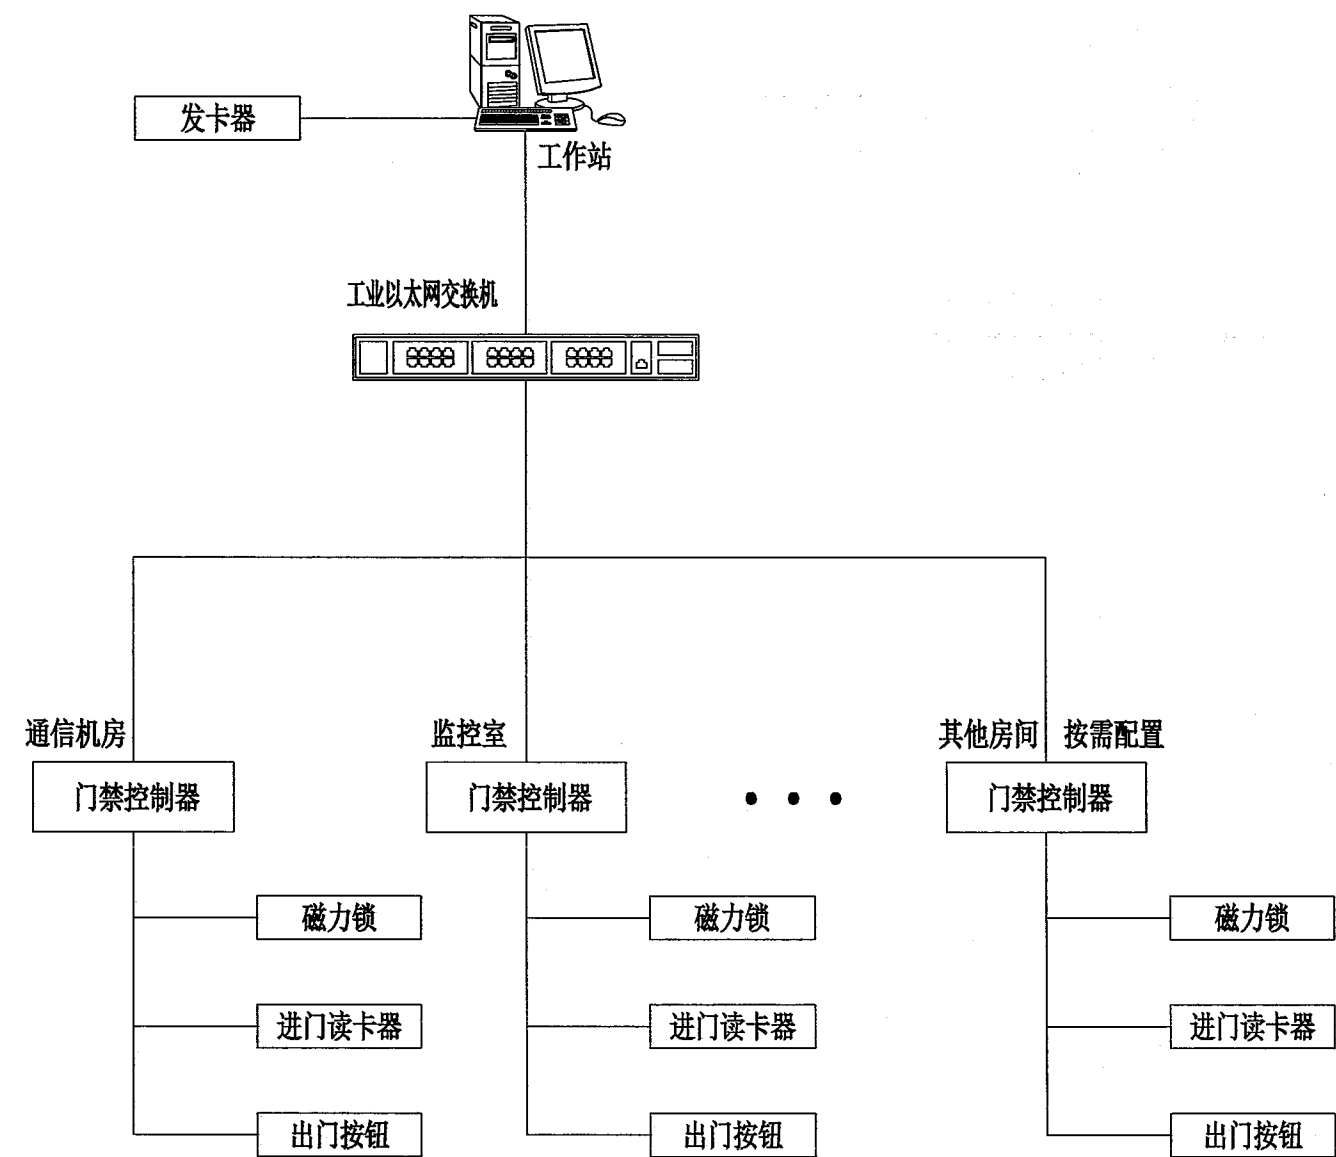 发卡器
工作站
工业以太网交换机
通信机房
监控室
其他房间 按需配置
门禁控制器
门禁控制器
门禁控制器
磁力锁
磁力锁
磁力锁
进门读卡器
进门读卡器
进门读卡器
出门按钮
出门按钮
出门按钮